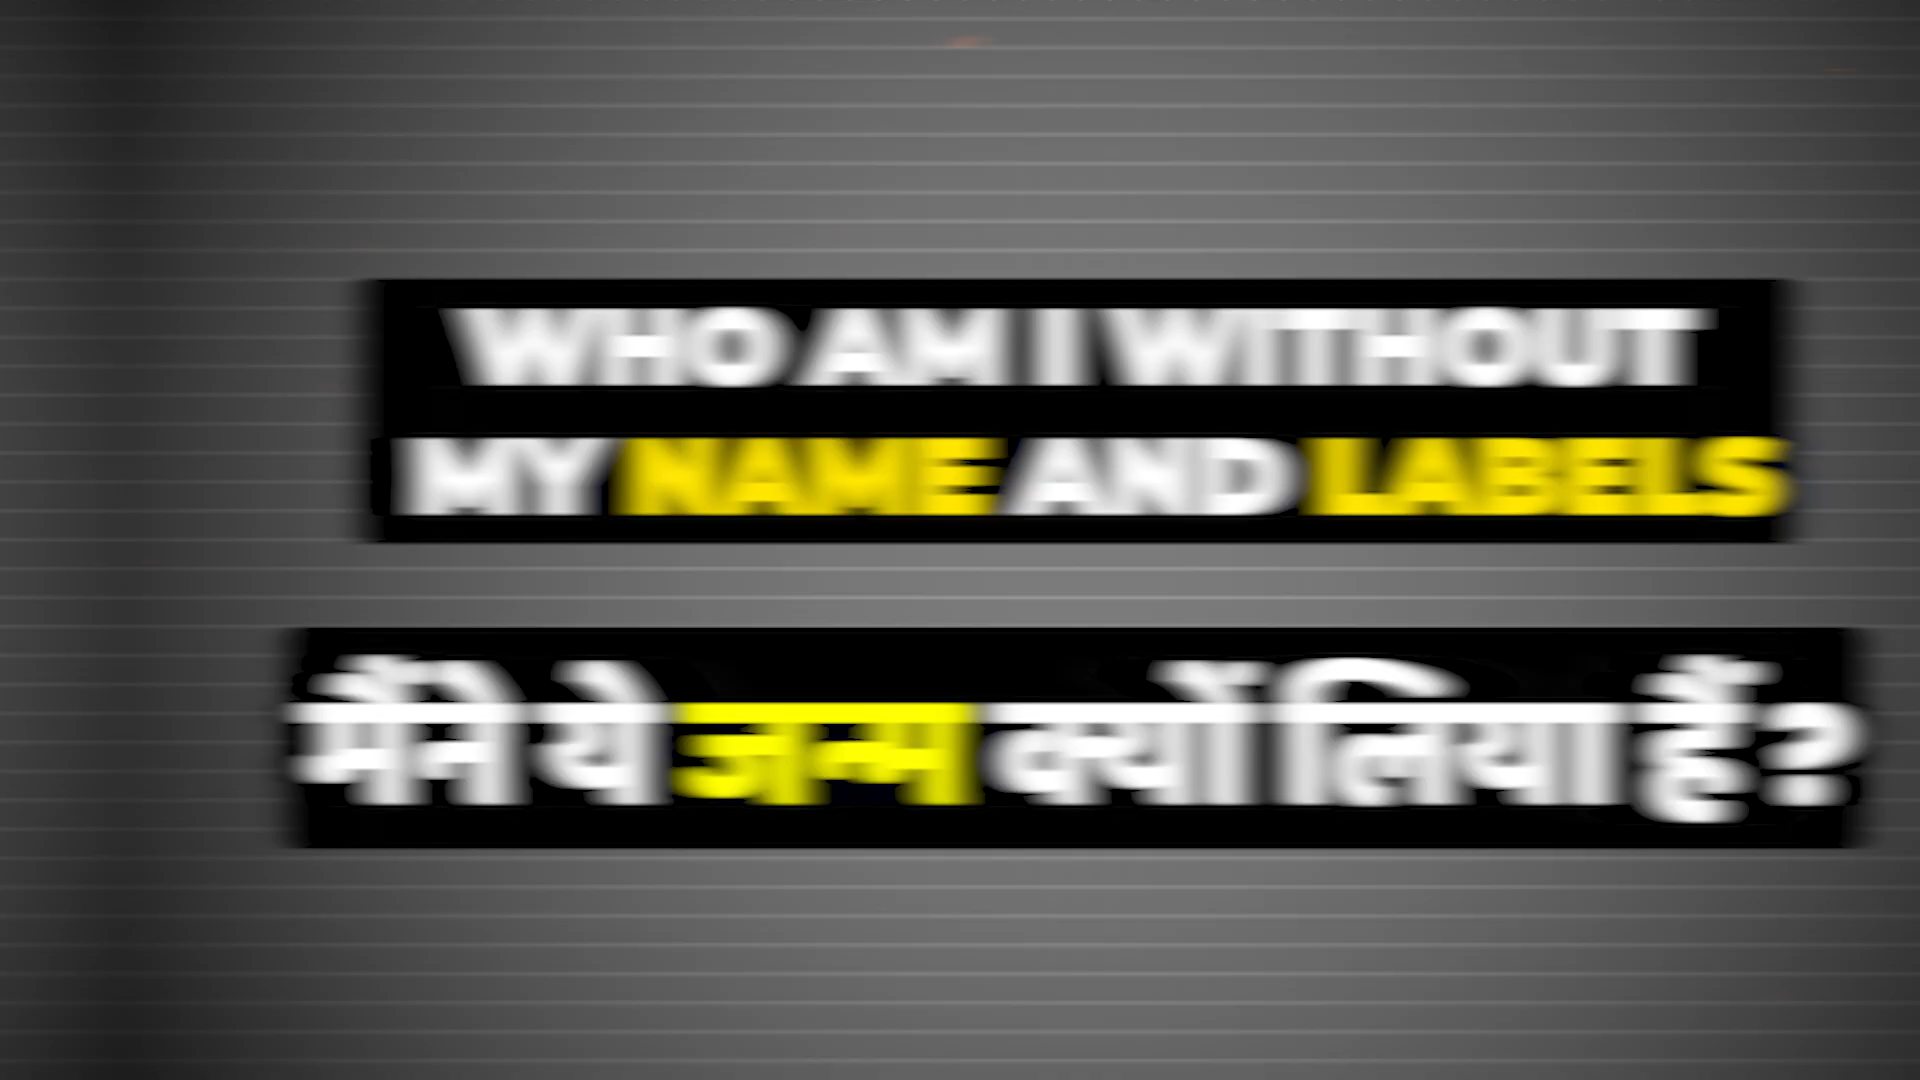 WHO AM I WITHOUT
MY NAME AND LABELS
मैंने ये जन्म क्यों लिया हैं?